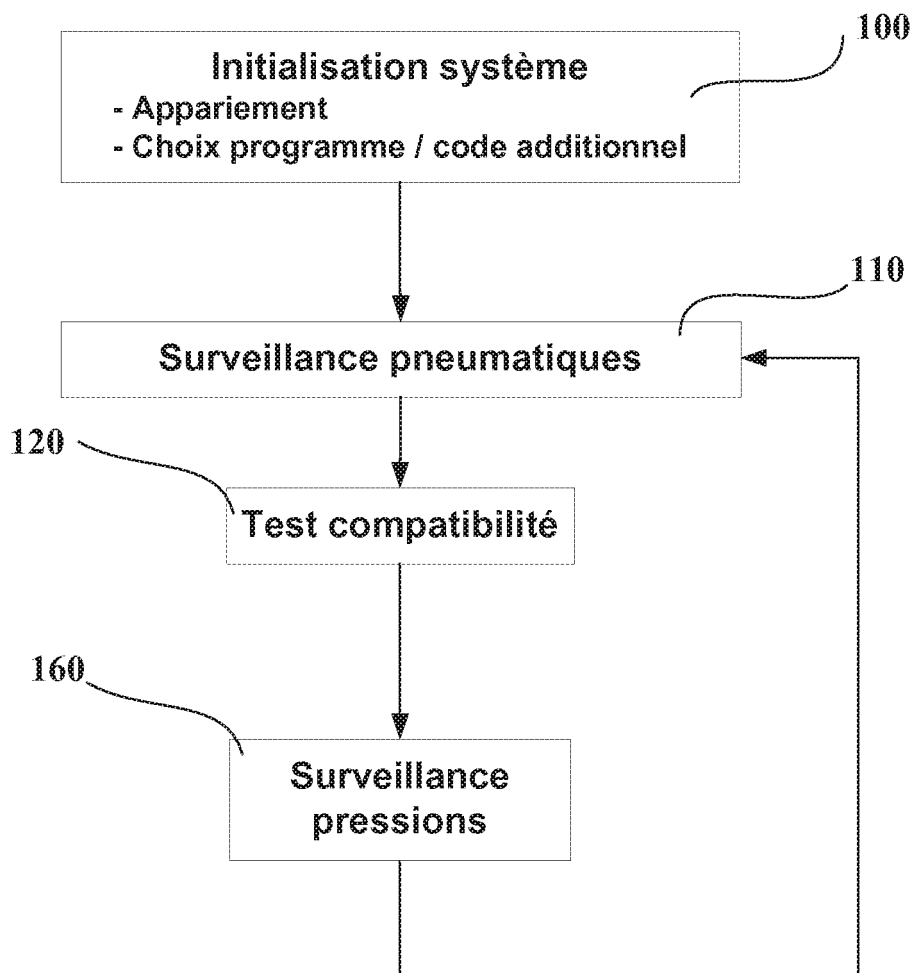 100
Initialisation système
- Appariement
- Choix programme / code additionnel
110
Surveillance pneumatiques
120
Test compatibilité
160
Surveillance
pressions